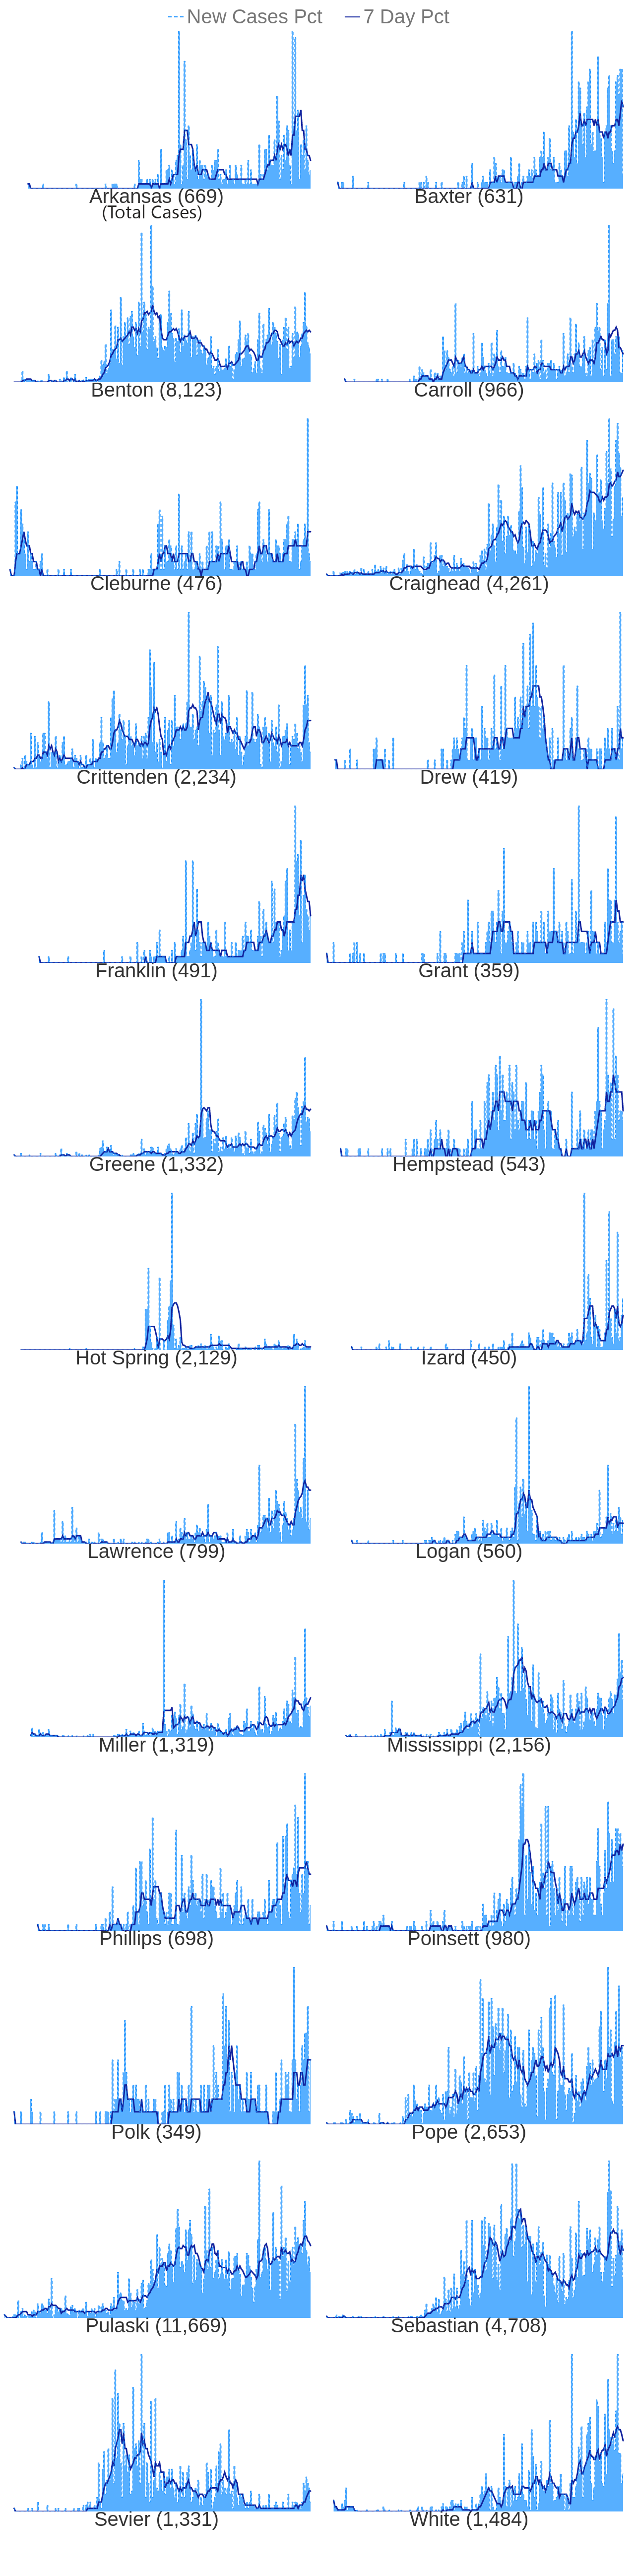 New Cases Pct 7 Day Pct
Arkansas (669) Baxter (631)
(Total Cases)
Benton (8,123) Carroll (966)
Cleburne (476) Craighead (4,261)
Crittenden (2,234) Drew (419)
Franklin (491) Grant (359)
Greene (1,332) Hempstead (543)
Hot Spring (2,129) Izard (450)
Lawrence (799) Logan (560)
Miller (1,319) Mississippi (2,156)
Phillips (698) Poinsett (980)
Polk (349) Pope (2,653)
Pulaski (11,669) Sebastian (4,708)
Sevier (1,331) White (1,484)